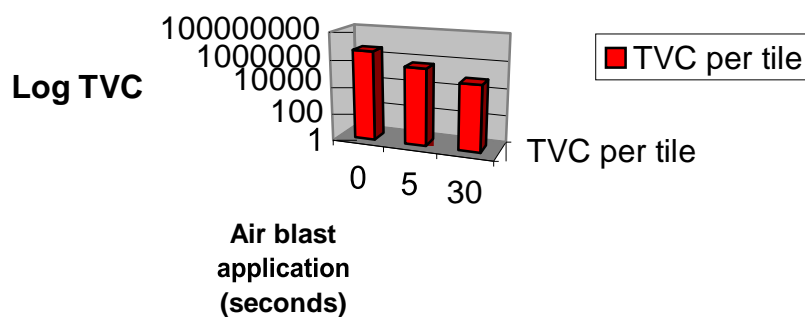 100000000
1000000
10000
100
1
Log TVC
0 5 30
TVC per tile
TVC per tile
Air blast
application
(seconds)